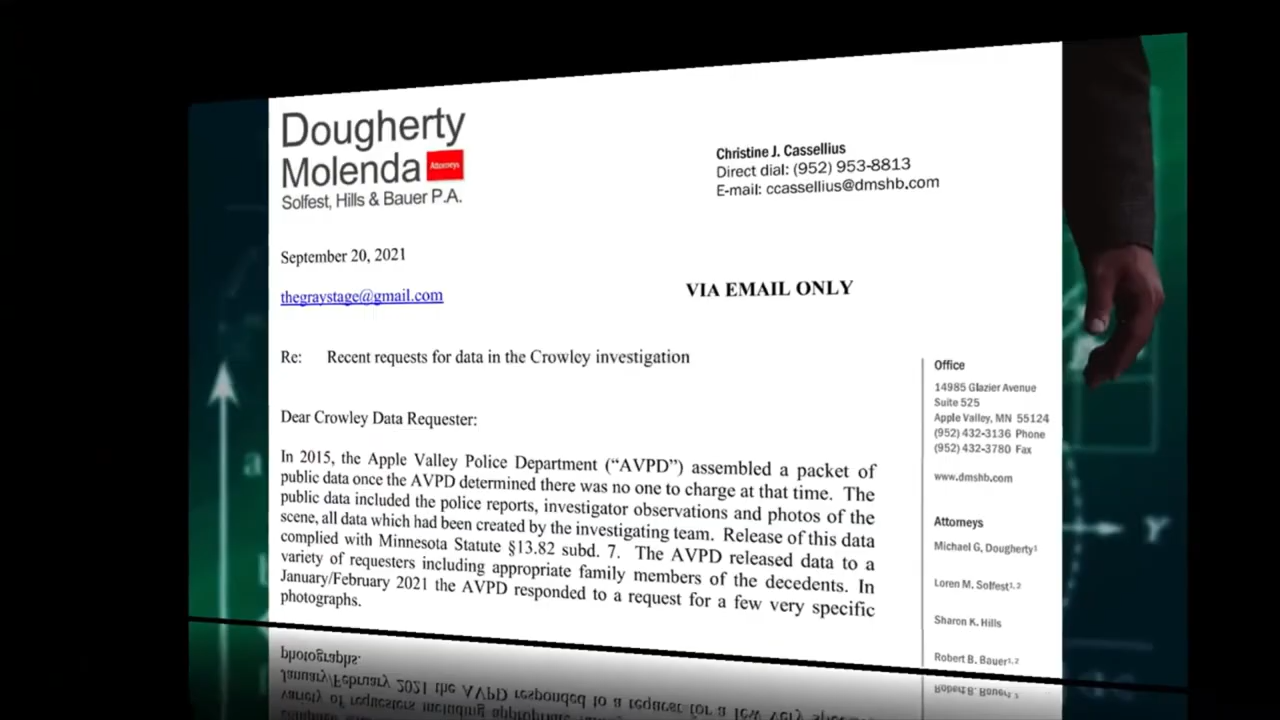 Dougherty
Molenda Attorneys
Solfest, Hills & Bauer P.A.
Christine J. Cassellius
Direct dial: (952) 953-8813
E-mail: ccassellius@dmshb.com
September 20, 2021
thegraystage@gmail.com
VIA EMAIL ONLY
Re: Recent requests for data in the Crowley investigation
Dear Crowley Data Requester:
In 2015, the Apple Valley Police Department (“AVPD”) assembled a packet of
public data once the AVPD determined there was no one to charge at that time. The
public data included the police reports, investigator observations and photos of the
scene, all data which had been created by the investigating team. Release of this data
complied with Minnesota Statute §13.82 subd. 7. The AVPD released data to a
variety of requesters including appropriate family members of the decedents. In
January/February 2021 the AVPD responded to a request for a few very specific
photographs.
Office
14985 Glazier Avenue
Suite 525
Apple Valley, MN 55124
(952) 432-3136 Phone
(952) 432-3780 Fax
www.dmshb.com
Attorneys
Michael G, Dougherty¹
Loren M. Solfest¹˒²
Sharon K. Hills
Robert B. Bauer¹˒²
a
Y